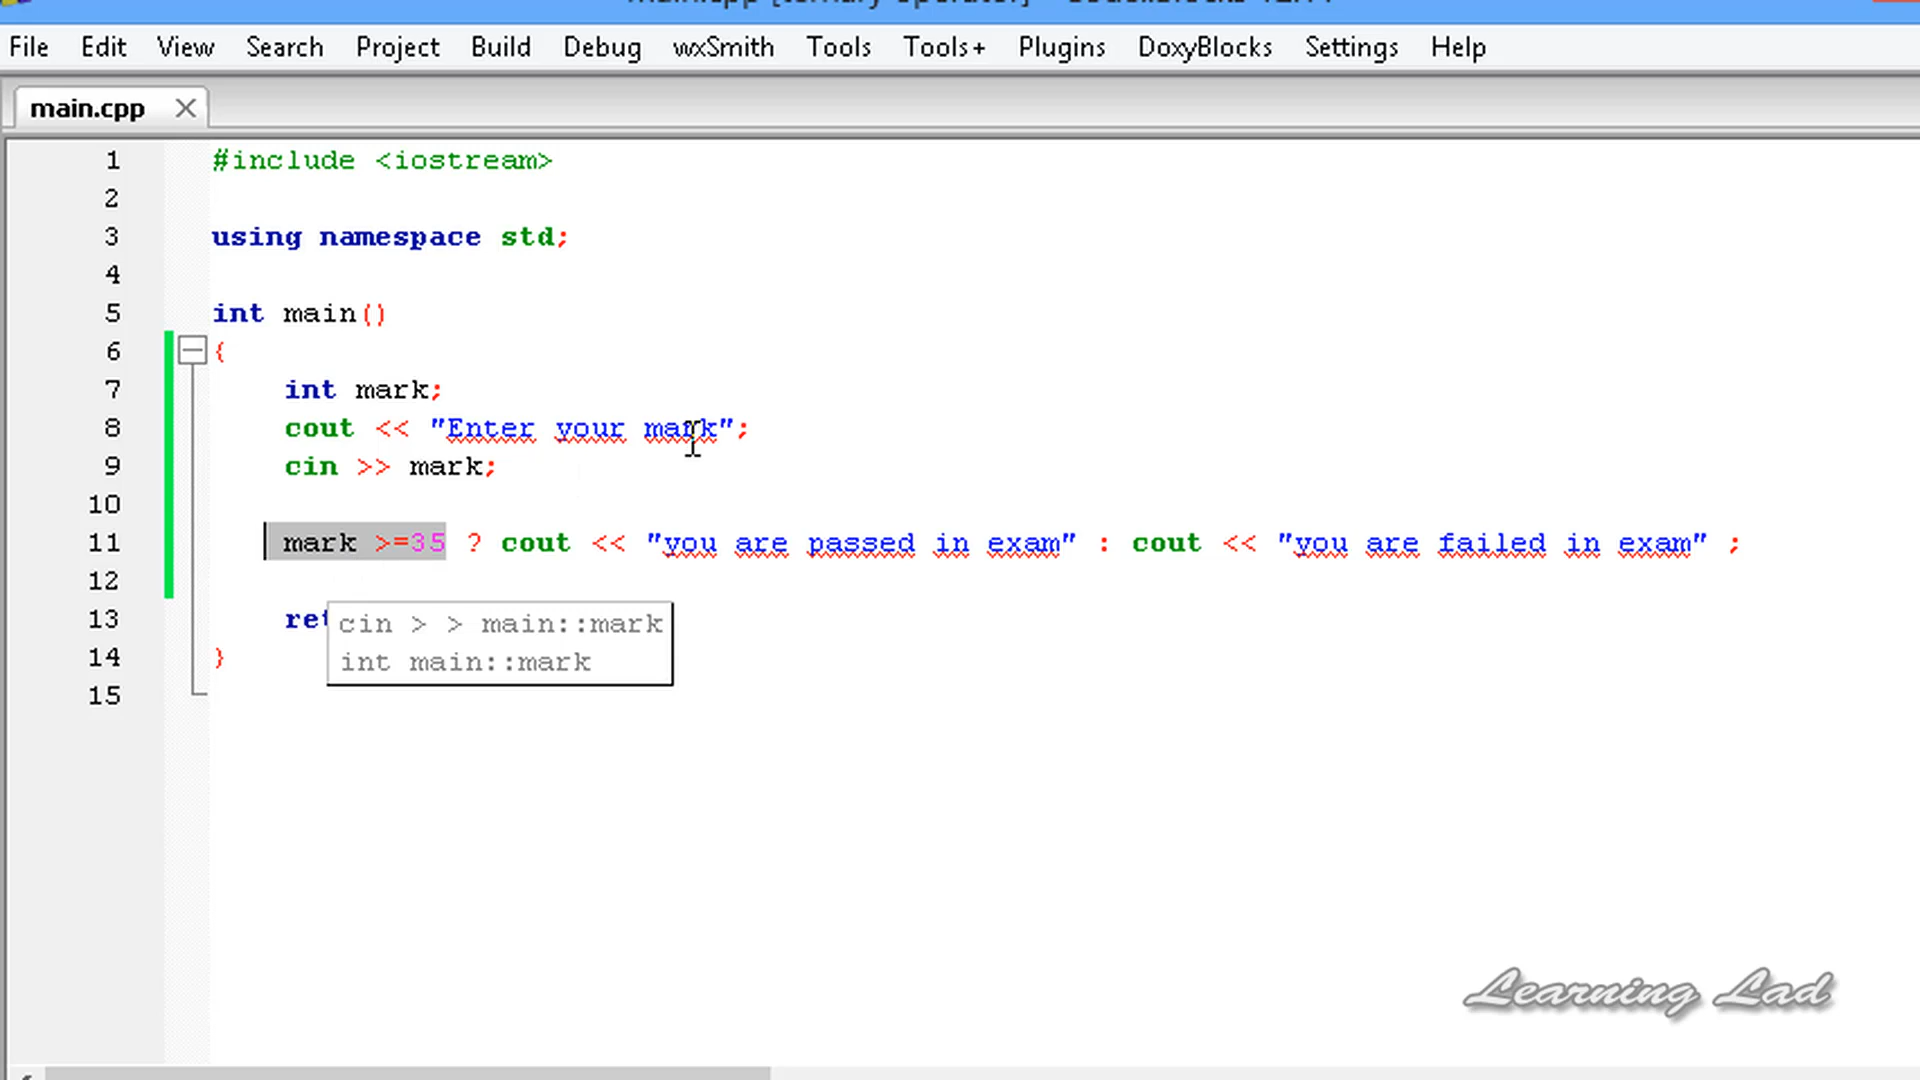 File Edit View Search Project Build Debug wxSmith Tools Tools+ Plugins DoxyBlocks Settings Help
main.cpp
1 #include <iostream>
2
3 using namespace std;
4
5 int main()
6 {
7 int mark;
8 cout << "Enter your mark";
9 cin >> mark;
10
11 mark >=35 ? cout << "you are passed in exam" : cout << "you are failed in exam" ;
12
13 ret
cin > > main::mark
int main::mark
14 }
15
Learning Lad